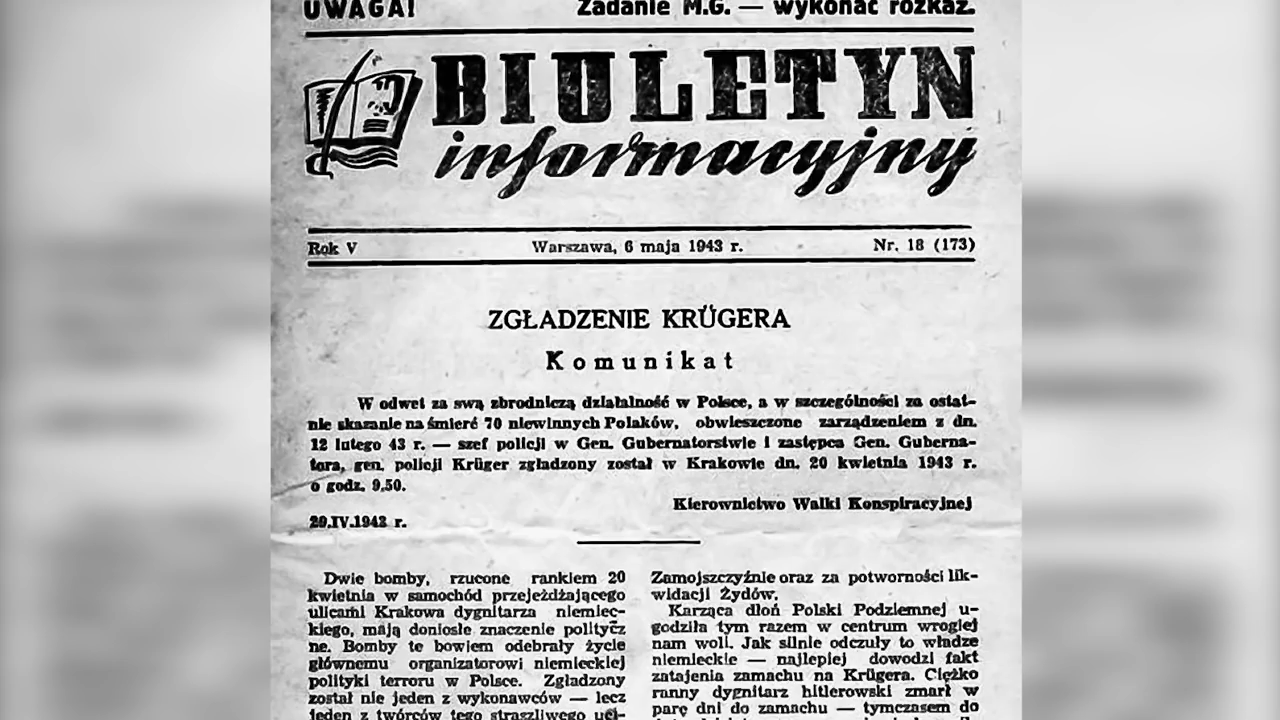 UWAGA! Zadanie M.G. — wykonać rozkaz.
BIULETYN
informacyjny
Rok V Warszawa, 6 maja 1943 r. Nr. 18 (173)
ZGŁADZENIE KRÜGERA
Komunikat
W odwet za swą zbrodniczą działalność w Polsce, a w szczególności za ostat-
nie skazanie na śmierć 70 niewinnych Polaków, obwieszczone zarządzeniem z dn.
12 lutego 43 r. — szef policji w Gen. Gubernatorstwie i zastępca Gen. Guberna-
tora, gen. policji Krüger zgładzony został w Krakowie dn. 20 kwietnia 1943 r.
o godz. 9,50.
Kierownictwo Walki Konspiracyjnej
29.IV.1943 r.
Dwie bomby, rzucone rankiem 20
kwietnia w samochód przejeżdżającego
ulicami Krakowa dygnitarza niemiec-
kiego, mają doniosłe znaczenie politycz
ne. Bomby te bowiem odebrały życie
głównemu organizatorowi niemieckiej
polityki terroru w Polsce. Zgładzony
został nie jeden z wykonawców — lecz
jeden z twórców tego straszliwego uci-
Zamojszczyźnie oraz za potworności lik-
widacji Żydów.
Karząca dłoń Polski Podziemnej u-
godziła tym razem w centrum wrogiej
nam woli. Jak silnie odczuły to władze
niemieckie — najlepiej dowodzi fakt
zatajenia zamachu na Krügera. Ciężko
ranny dygnitarz hitlerowski zmarł w
parę dni do zamachu — tymczasem do